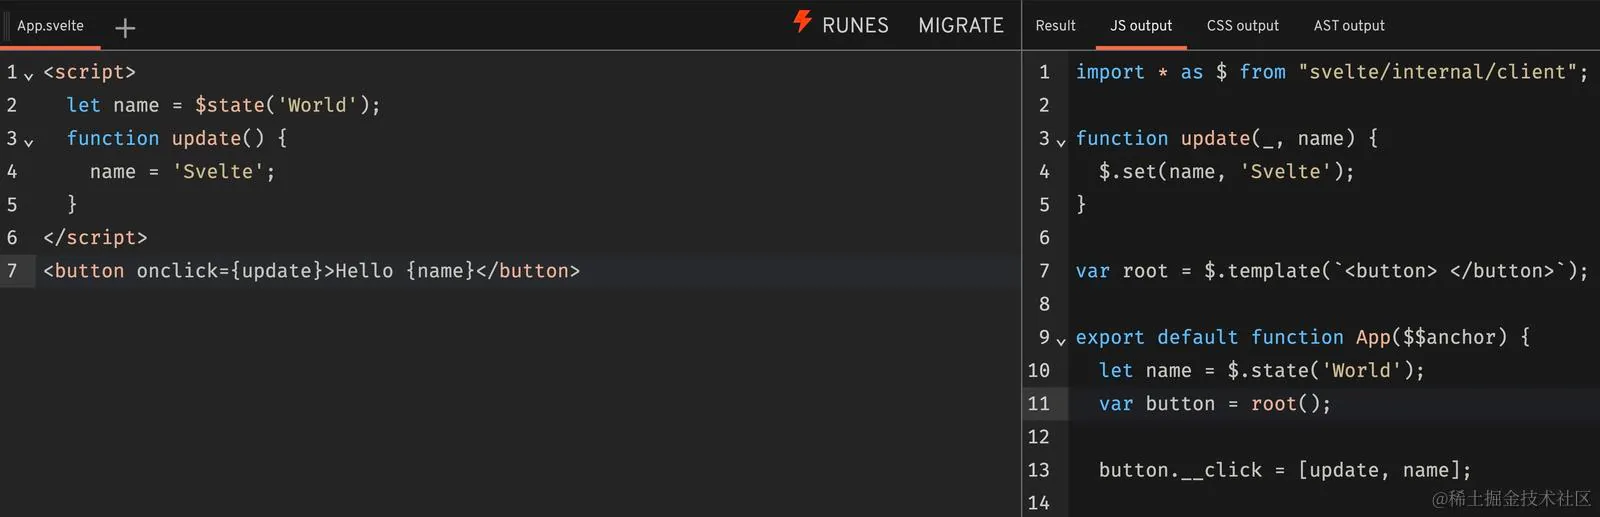 App.svelte + RUNES MIGRATE
1 <script>
2   let name = $state('World');
3   function update() {
4     name = 'Svelte';
5   }
6 </script>
7 <button onclick={update}>Hello {name}</button>
Result JS output CSS output AST output
1 import * as $ from "svelte/internal/client";
2
3 function update(_, name) {
4   $.set(name, 'Svelte');
5 }
6
7 var root = $.template(`<button> </button>`);
8
9 export default function App($$anchor) {
10   let name = $.state('World');
11   var button = root();
12
13   button.__click = [update, name];
14
@稀土掘金技术社区